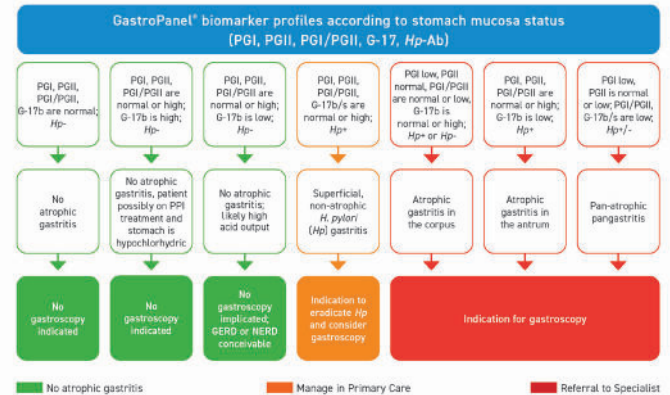 GastroPanel® biomarker profiles according to stomach mucosa status
(PGI, PGII, PGI/PGII, G-17, Hp-Ab)
PGI, PGII,
PGI/PGII,
G-17b are normal;
Hp-
PGI, PGII,
PGI/PGII are
normal or high;
G-17b is high;
Hp-
PGI, PGII,
PGI/PGII are
normal or high;
G-17b is low;
Hp-
PGI, PGII,
PGI/PGII,
G-17b/s are
normal or high;
Hp+
PGI low, PGII
normal, PGI/PGII
are normal or low,
G-17b is
normal or high;
Hp+ or Hp-
PGI, PGII,
PGI/PGII are
normal or high;
G-17b is low;
Hp+
PGI low,
PGII is normal
or low; PGI/PGII,
G-17b/s are low;
Hp+/-
No
atrophic
gastritis
No atrophic
gastritis, patient
possibly on PPI
treatment and
stomach is
hypochlorhydric
No atrophic
gastritis;
likely high
acid output
Superficial,
non-atrophic
H. pylori
(Hp) gastritis
Atrophic
gastritis in
the corpus
Atrophic
gastritis in
the antrum
Pan-atrophic
pangastritis
No
gastroscopy
indicated
No
gastroscopy
indicated
No
gastroscopy
implicated;
GERD or NERD
conceivable
Indication to
eradicate Hp
and consider
gastroscopy
Indication for gastroscopy
No atrophic gastritis
Manage in Primary Care
Referral to Specialist